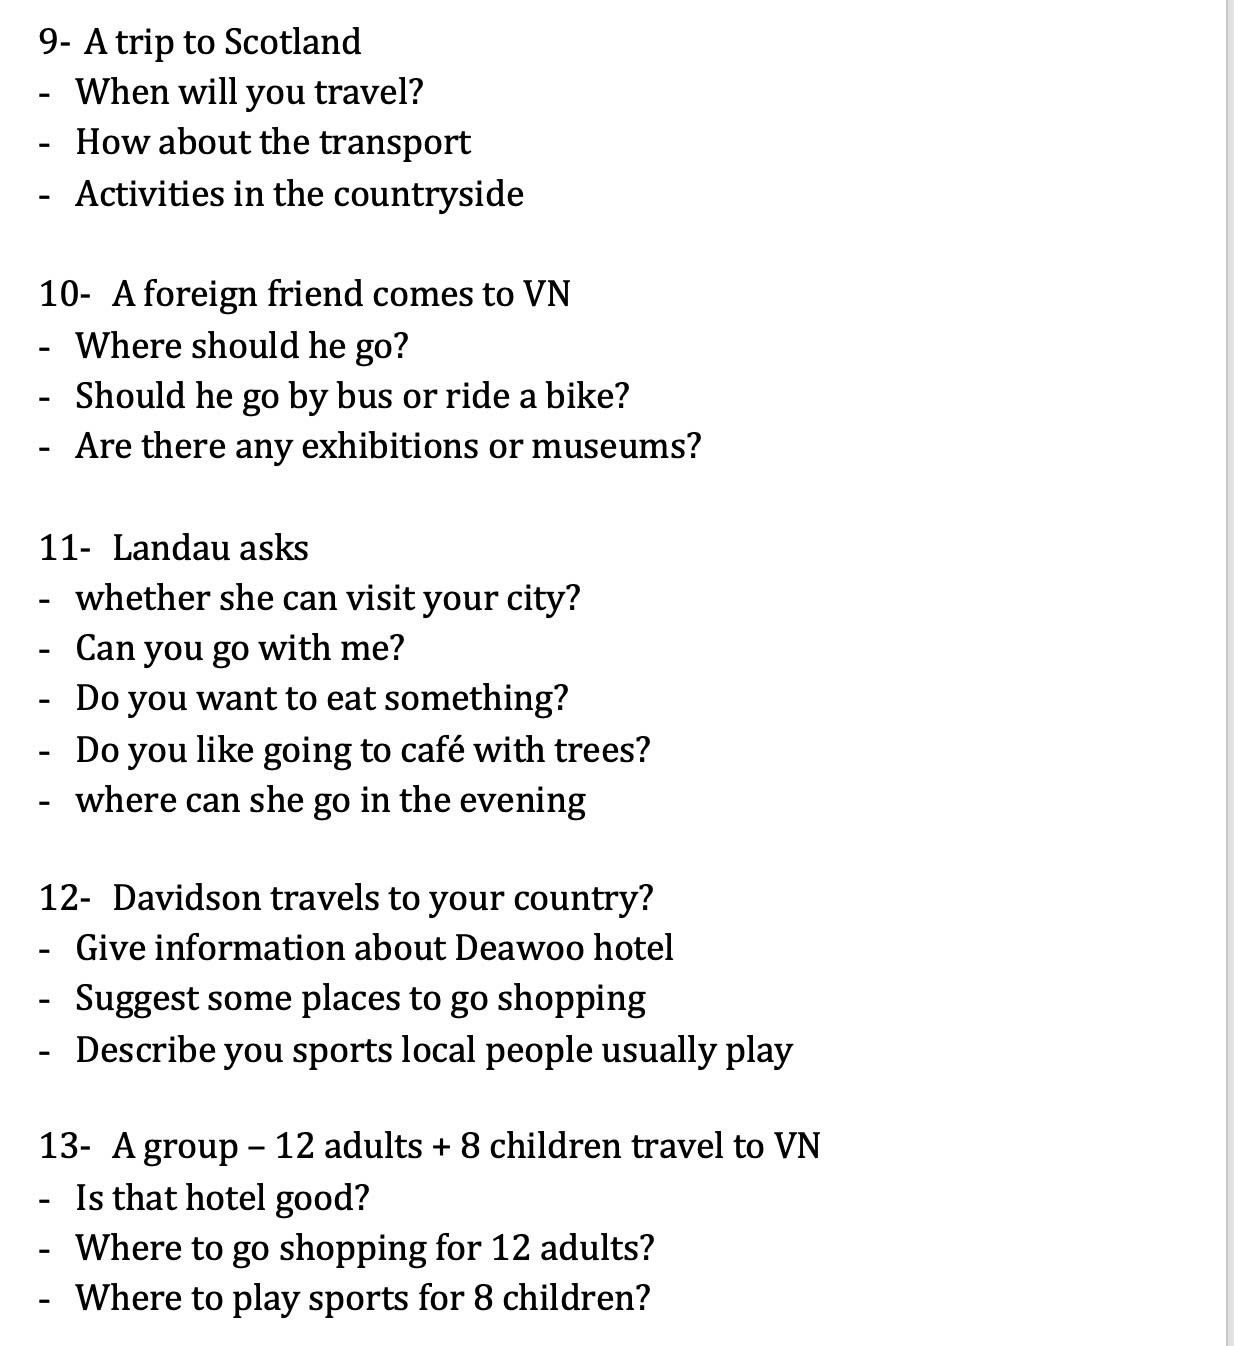 9- A trip to Scotland
- When will you travel?
- How about the transport
- Activities in the countryside
10- A foreign friend comes to VN
- Where should he go?
- Should he go by bus or ride a bike?
- Are there any exhibitions or museums?
11- Landau asks
- whether she can visit your city?
- Can you go with me?
- Do you want to eat something?
- Do you like going to café with trees?
- where can she go in the evening
12- Davidson travels to your country?
- Give information about Deawoo hotel
- Suggest some places to go shopping
- Describe you sports local people usually play
13- A group – 12 adults + 8 children travel to VN
- Is that hotel good?
- Where to go shopping for 12 adults?
- Where to play sports for 8 children?